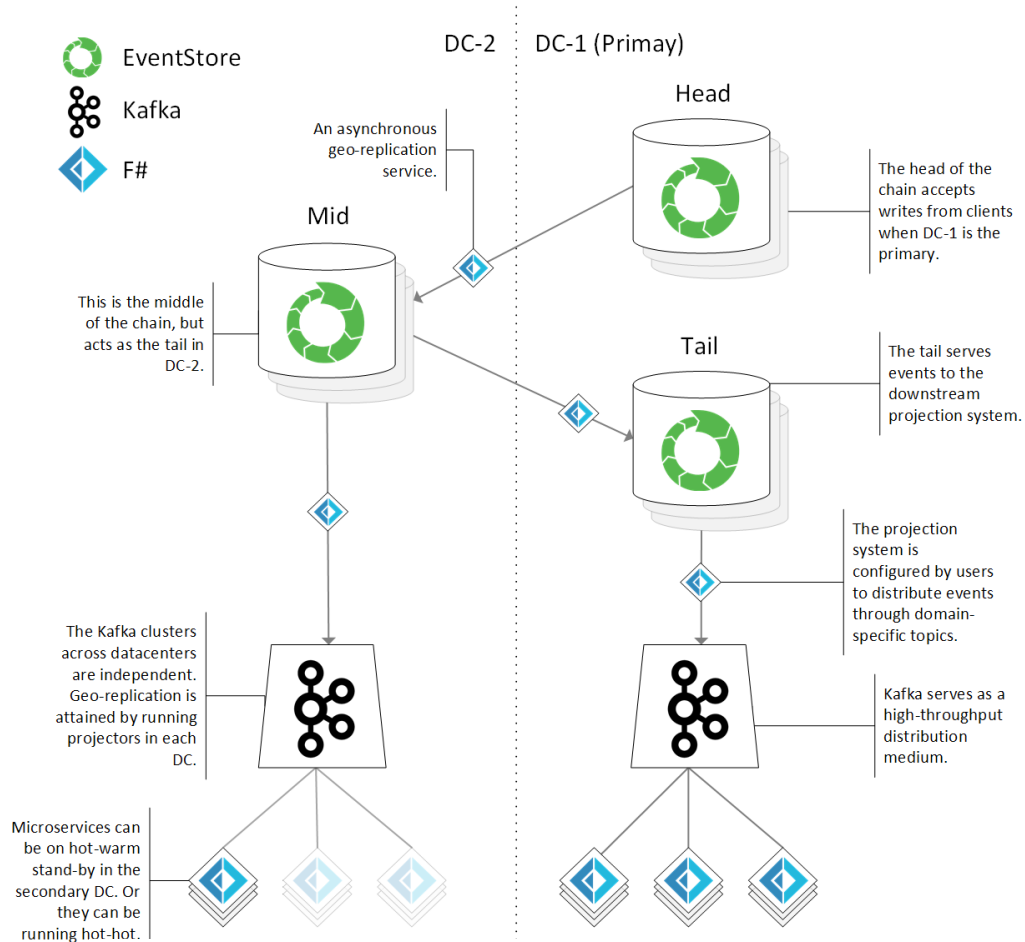 DC-2
DC-1 (Primay)
EventStore
Kafka
F#
An asynchronous
geo-replication
service.
Head
The head of the
chain accepts
writes from clients
when DC-1 is the
primary.
Mid
This is the middle
of the chain, but
acts as the tail in
DC-2.
Tail
The tail serves
events to the
downstream
projection system.
The projection
system is
configured by users
to distribute events
through domain-
specific topics.
The Kafka clusters
across datacenters
are independent.
Geo-replication is
attained by running
projectors in each
DC.
Kafka serves as a
high-throughput
distribution
medium.
Microservices can
be on hot-warm
stand-by in the
secondary DC. Or
they can be
running hot-hot.